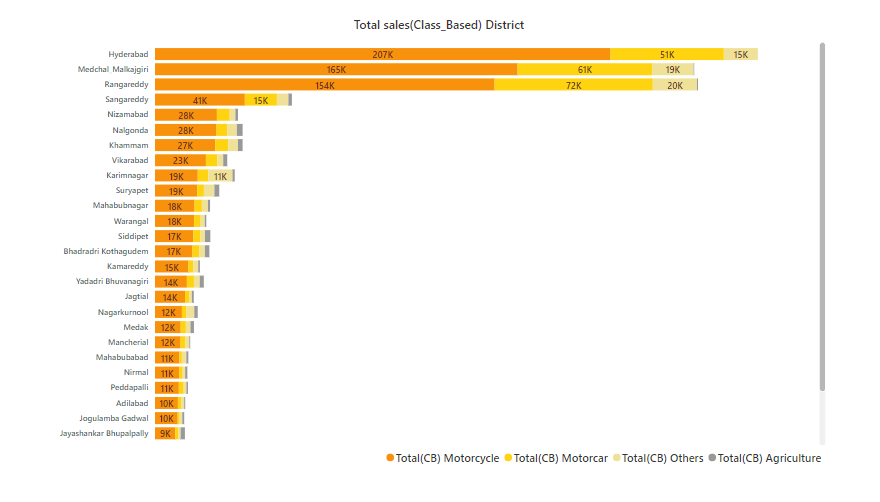 Total sales(Class_Based) District
Hyderabad 207K 51K 15K
Medchal_Malkajgiri 165K 61K 19K
Rangareddy 154K 72K 20K
Sangareddy 41K 15K
Nizamabad 28K
Nalgonda 28K
Khammam 27K
Vikarabad 23K
Karimnagar 19K 11K
Suryapet 19K
Mahabubnagar 18K
Warangal 18K
Siddipet 17K
Bhadradri Kothagudem 17K
Kamareddy 15K
Yadadri Bhuvanagiri 14K
Jagtial 14K
Nagarkurnool 12K
Medak 12K
Mancherial 12K
Mahabubabad 11K
Nirmal 11K
Peddapalli 11K
Adilabad 10K
Jogulamba Gadwal 10K
Jayashankar Bhupalpally 9K
Total(CB) Motorcycle Total(CB) Motorcar Total(CB) Others Total(CB) Agriculture